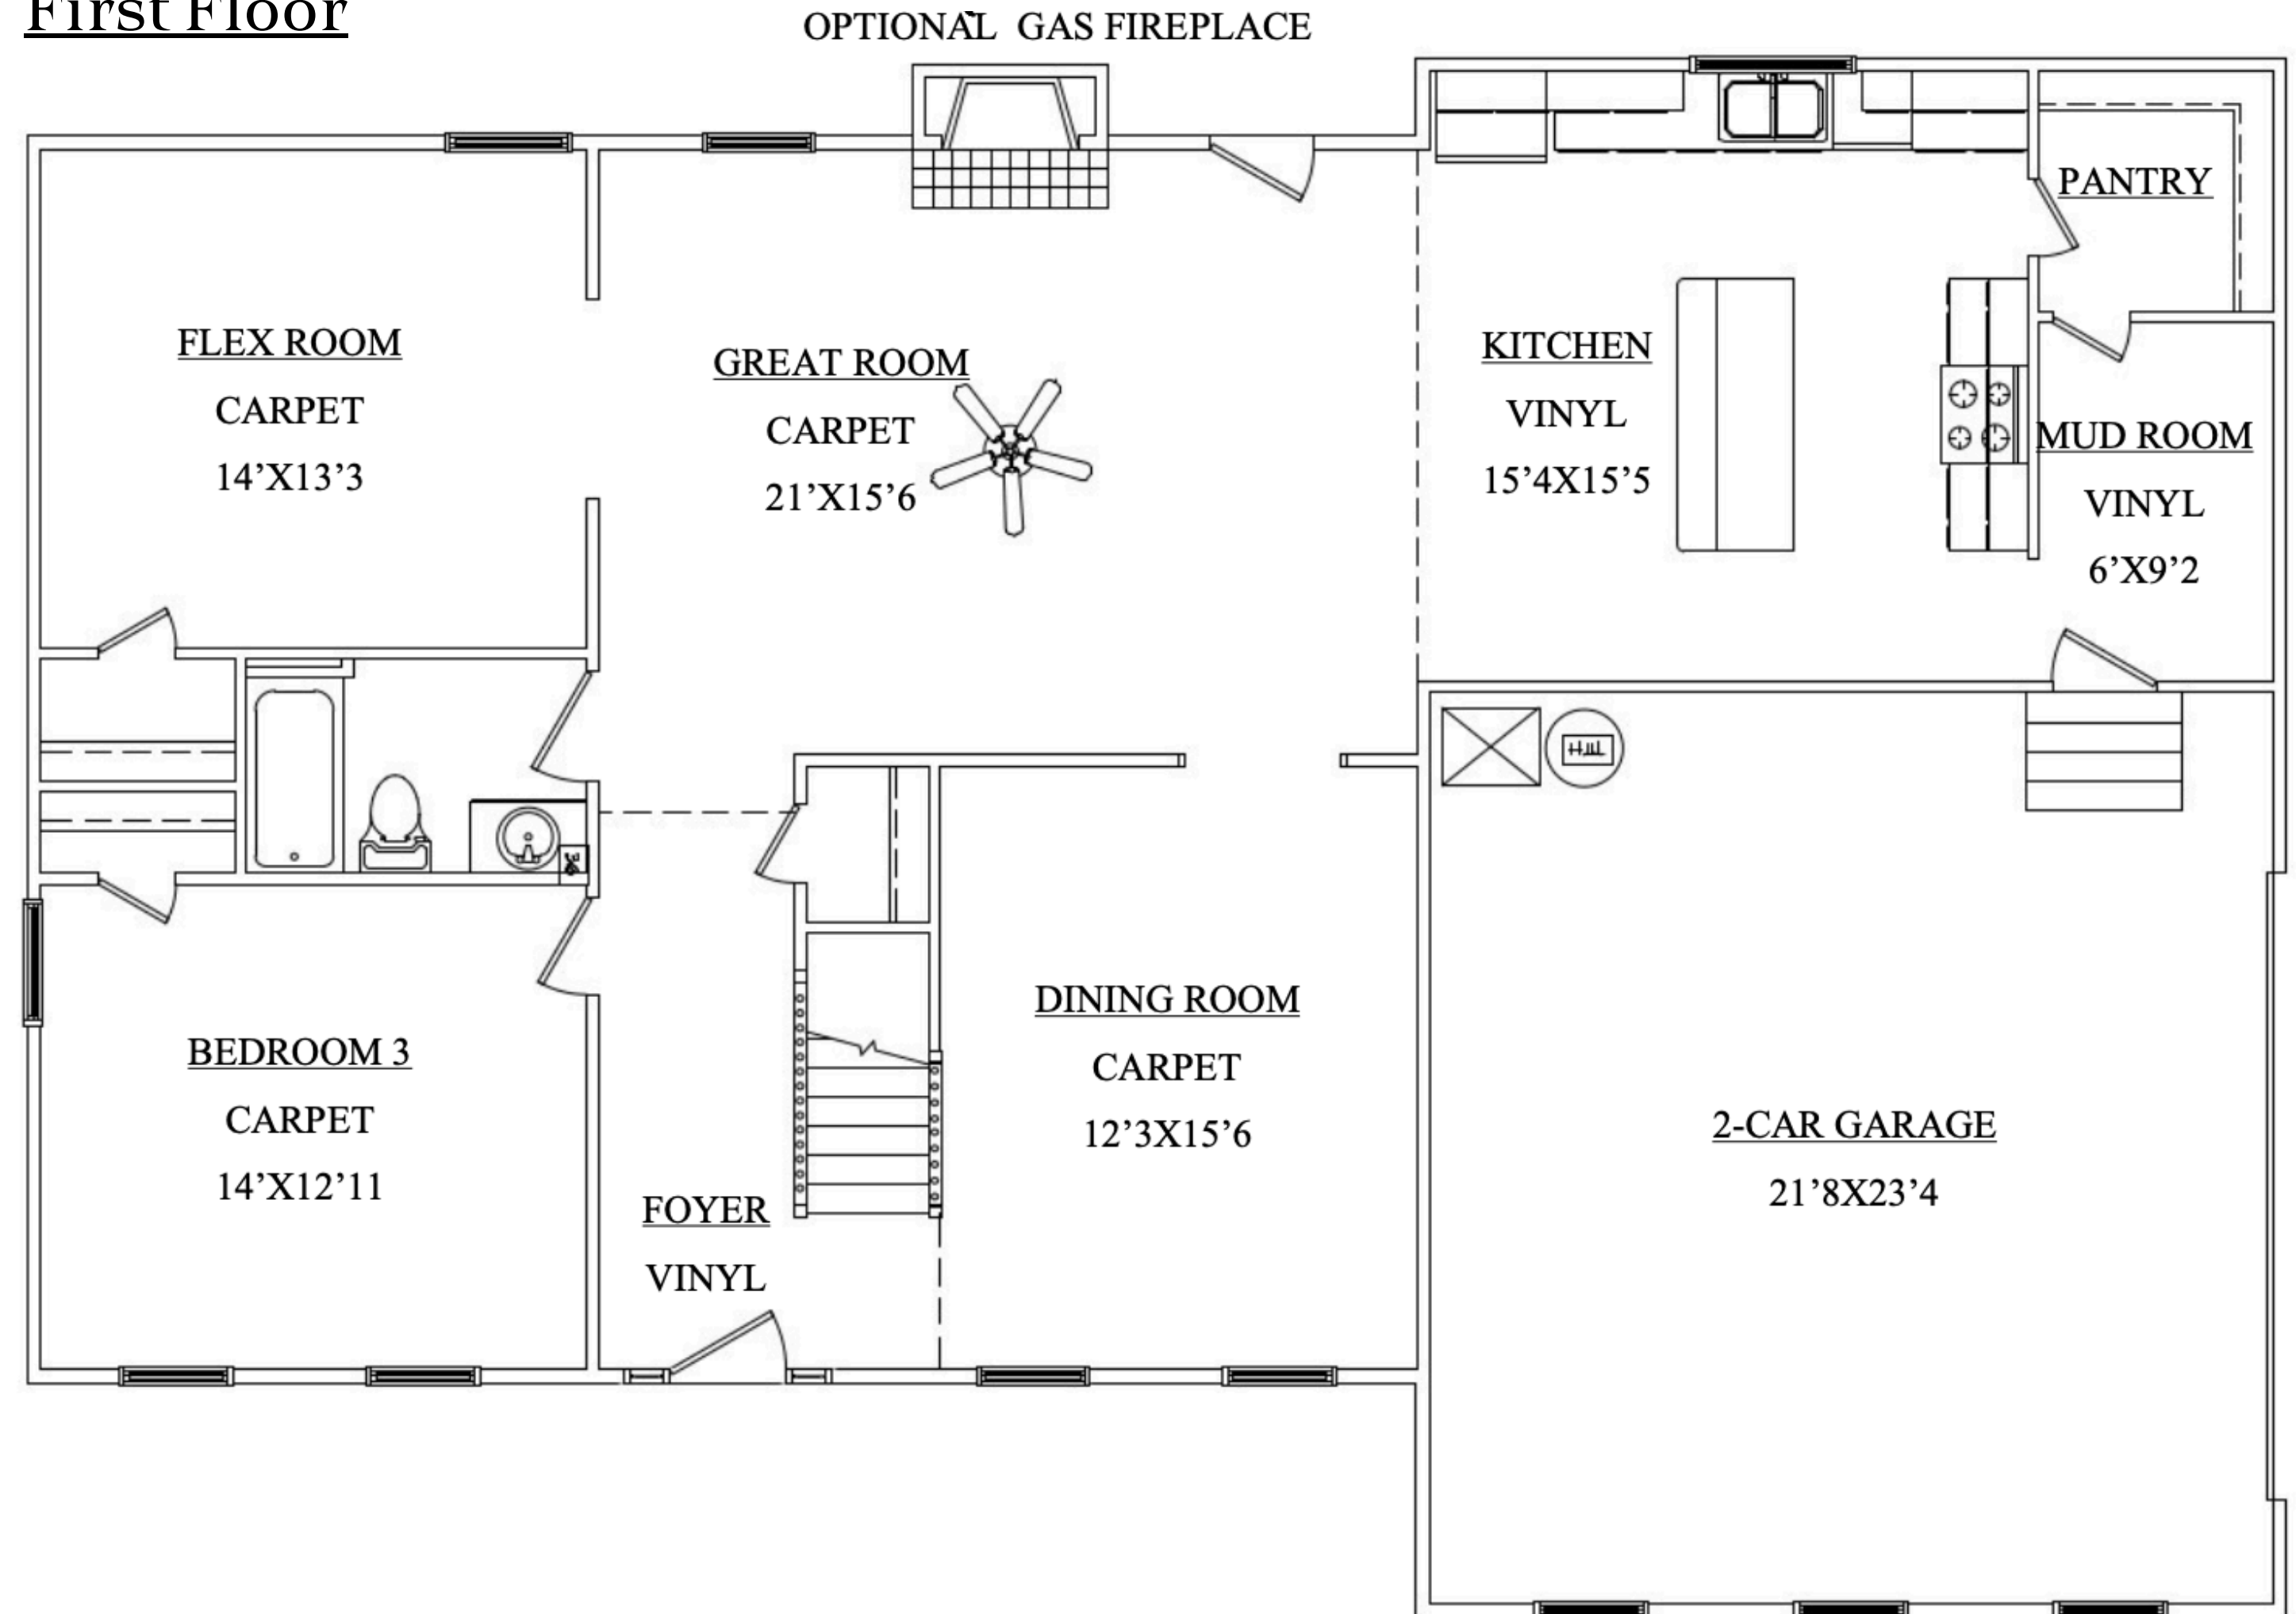 First Floor
OPTIONAL GAS FIREPLACE
PANTRY
FLEX ROOM
CARPET
14'X13'3
GREAT ROOM
CARPET
21'X15'6
KITCHEN
VINYL
15'4X15'5
MUD ROOM
VINYL
6'X9'2
BEDROOM 3
CARPET
14'X12'11
FOYER
VINYL
DINING ROOM
CARPET
12'3X15'6
2-CAR GARAGE
21'8X23'4